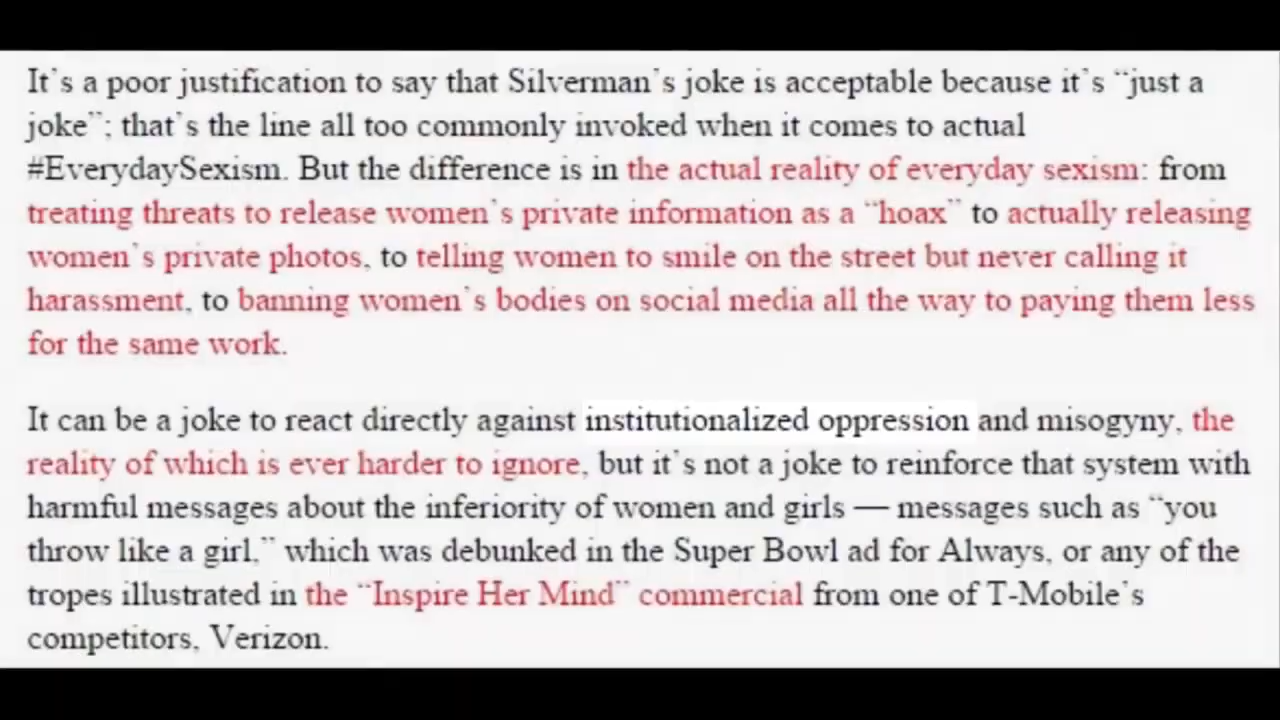 It's a poor justification to say that Silverman's joke is acceptable because it's "just a
joke"; that's the line all too commonly invoked when it comes to actual
#EverydaySexism. But the difference is in the actual reality of everyday sexism: from
treating threats to release women's private information as a "hoax" to actually releasing
women's private photos, to telling women to smile on the street but never calling it
harassment, to banning women's bodies on social media all the way to paying them less
for the same work.
It can be a joke to react directly against institutionalized oppression and misogyny, the
reality of which is ever harder to ignore, but it's not a joke to reinforce that system with
harmful messages about the inferiority of women and girls — messages such as "you
throw like a girl," which was debunked in the Super Bowl ad for Always, or any of the
tropes illustrated in the "Inspire Her Mind" commercial from one of T-Mobile's
competitors, Verizon.